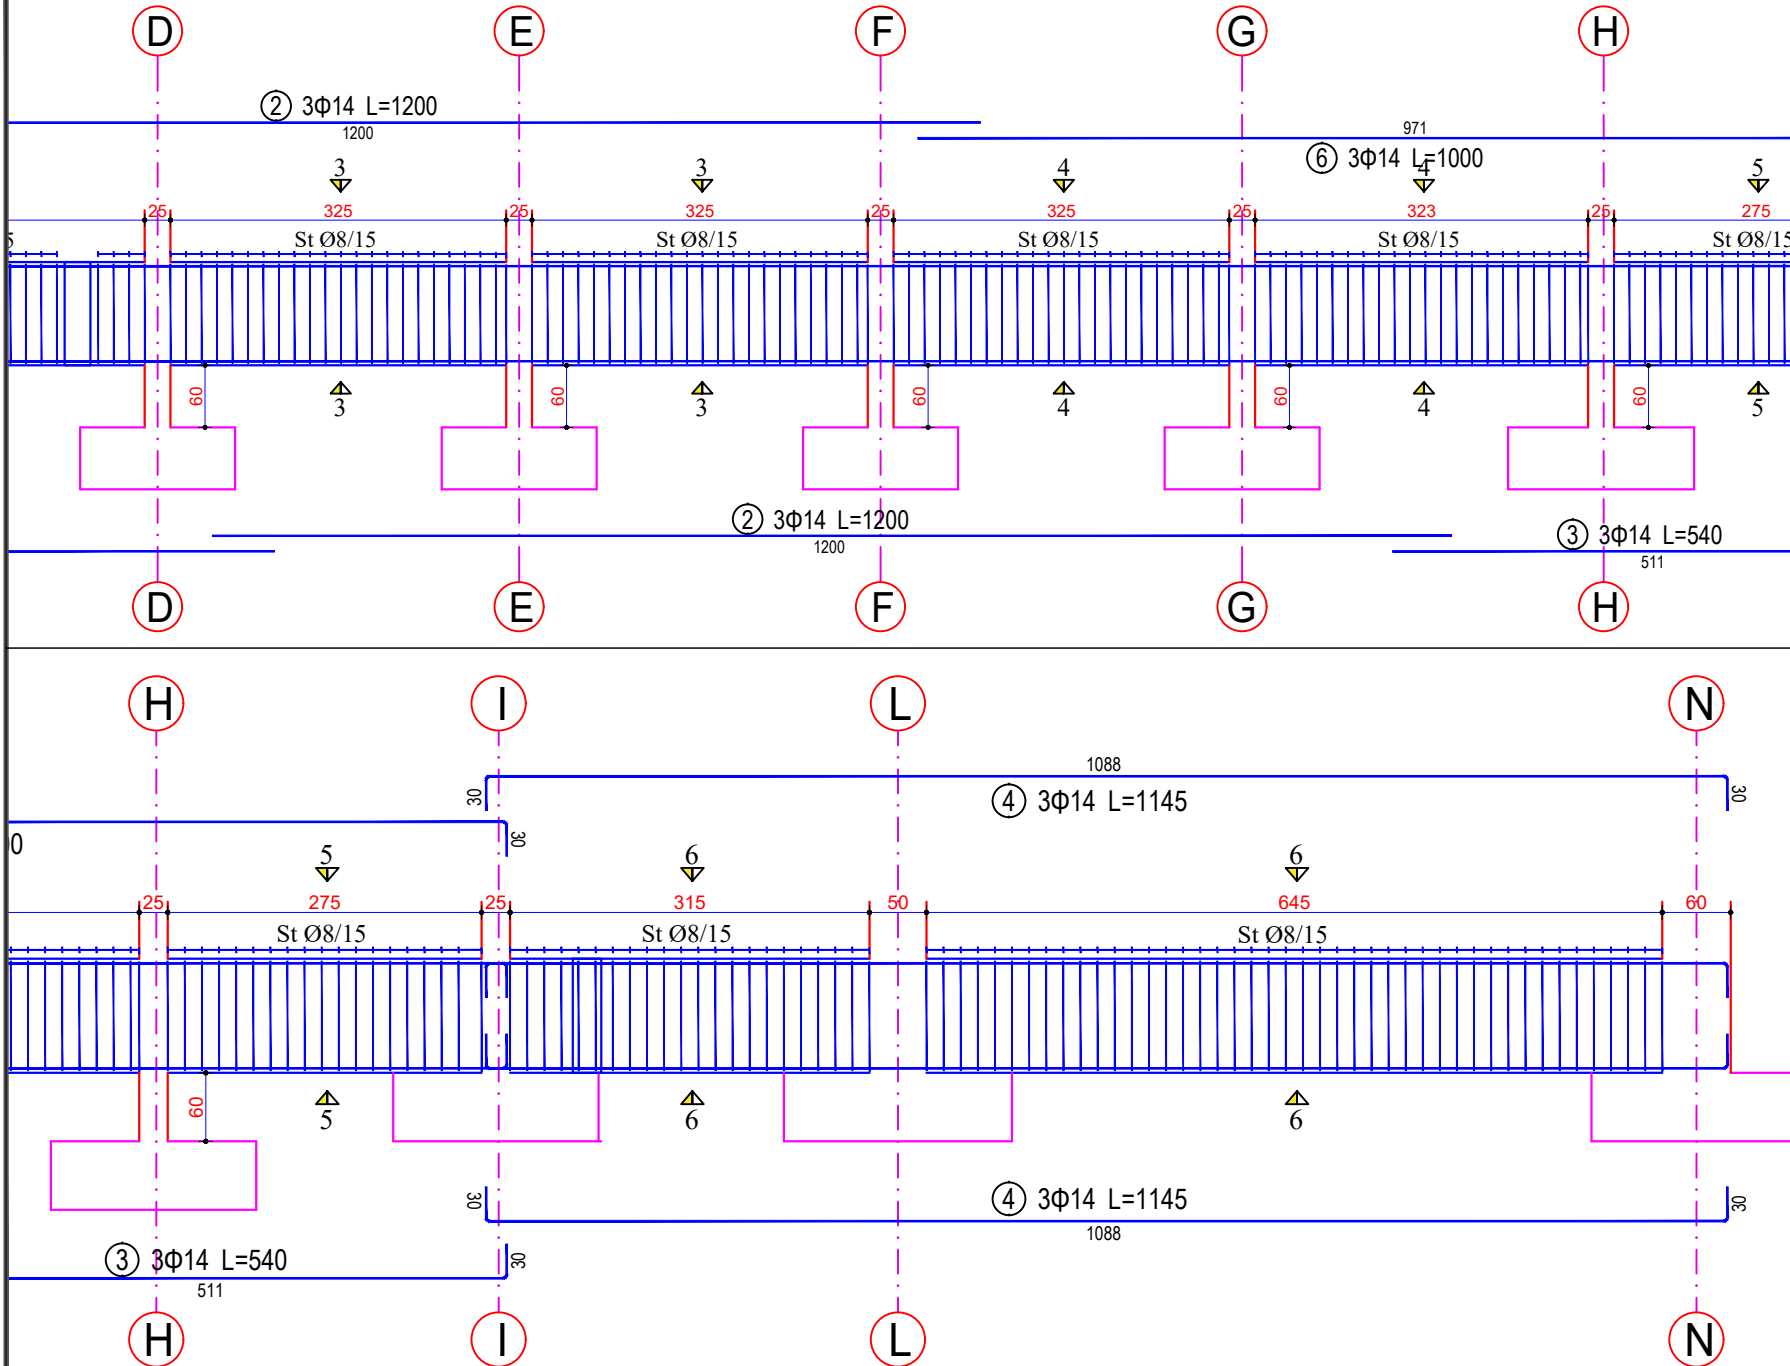 D E F G H
② 3Φ14 L=1200
1200
971
⑥ 3Φ14 L=1000
3 3 4 4 5
25 325 25 325 25 325 25 323 25 275
St Ø8/15 St Ø8/15 St Ø8/15 St Ø8/15 St Ø8/15
60 60 60 60 60
3 3 4 4 5
② 3Φ14 L=1200
1200
③ 3Φ14 L=540
511
D E F G H
H I L N
1088
30 30
④ 3Φ14 L=1145
30
5 6 6
25 275 25 315 50 645 60
St Ø8/15 St Ø8/15 St Ø8/15
60
5 6 6
30 30
④ 3Φ14 L=1145
1088
30
③ 3Φ14 L=540
511
H I L N